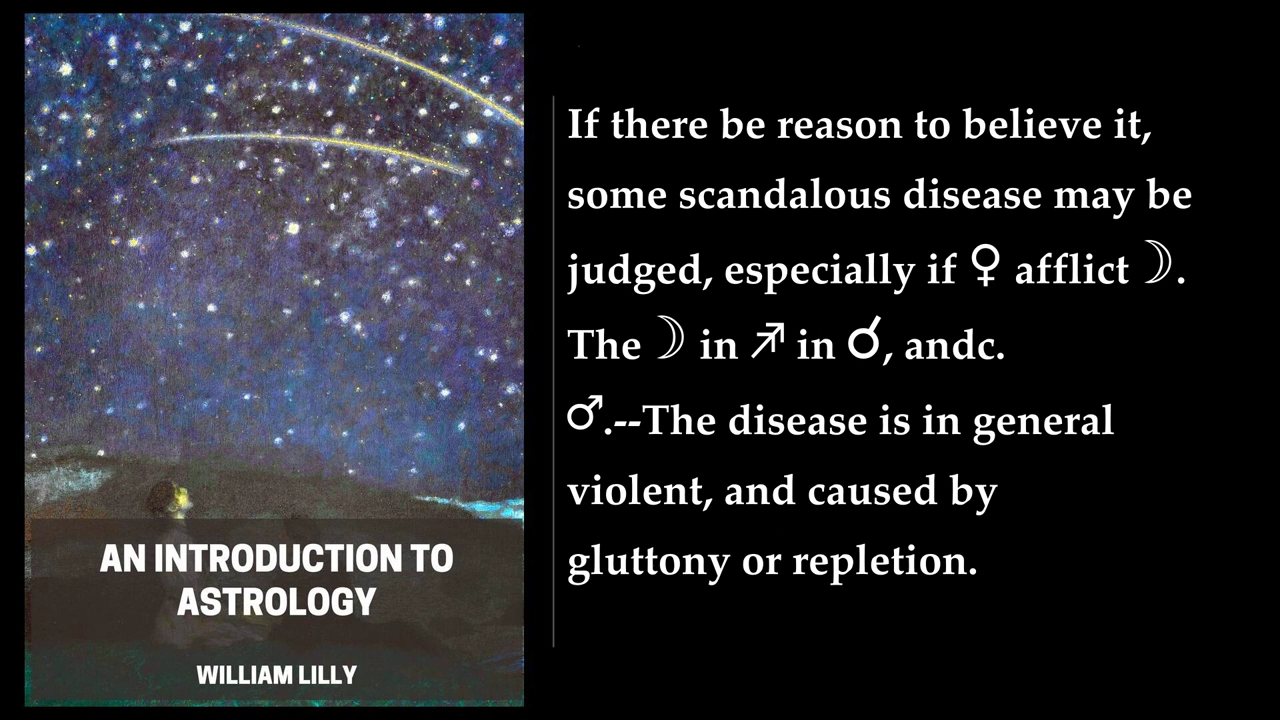 AN INTRODUCTION TO
ASTROLOGY
WILLIAM LILLY
If there be reason to believe it,
some scandalous disease may be
judged, especially if ♀ afflict ☽.
The ☽ in ♐ in ☌, andc.
♂.--The disease is in general
violent, and caused by
gluttony or repletion.